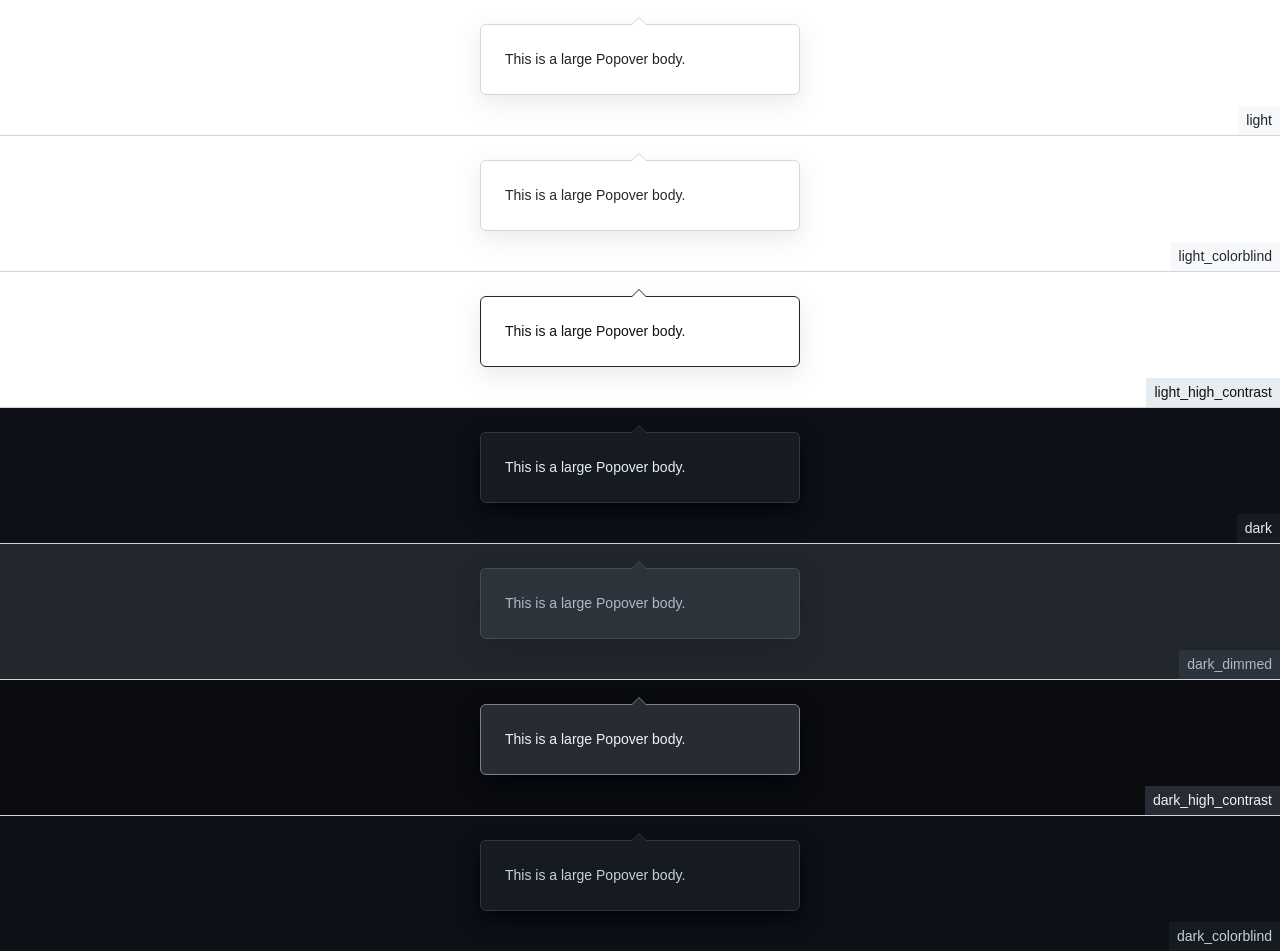 This is a large Popover body.
light
This is a large Popover body.
light_colorblind
This is a large Popover body.
light_high_contrast
This is a large Popover body.
dark
This is a large Popover body.
dark_dimmed
This is a large Popover body.
dark_high_contrast
This is a large Popover body.
dark_colorblind